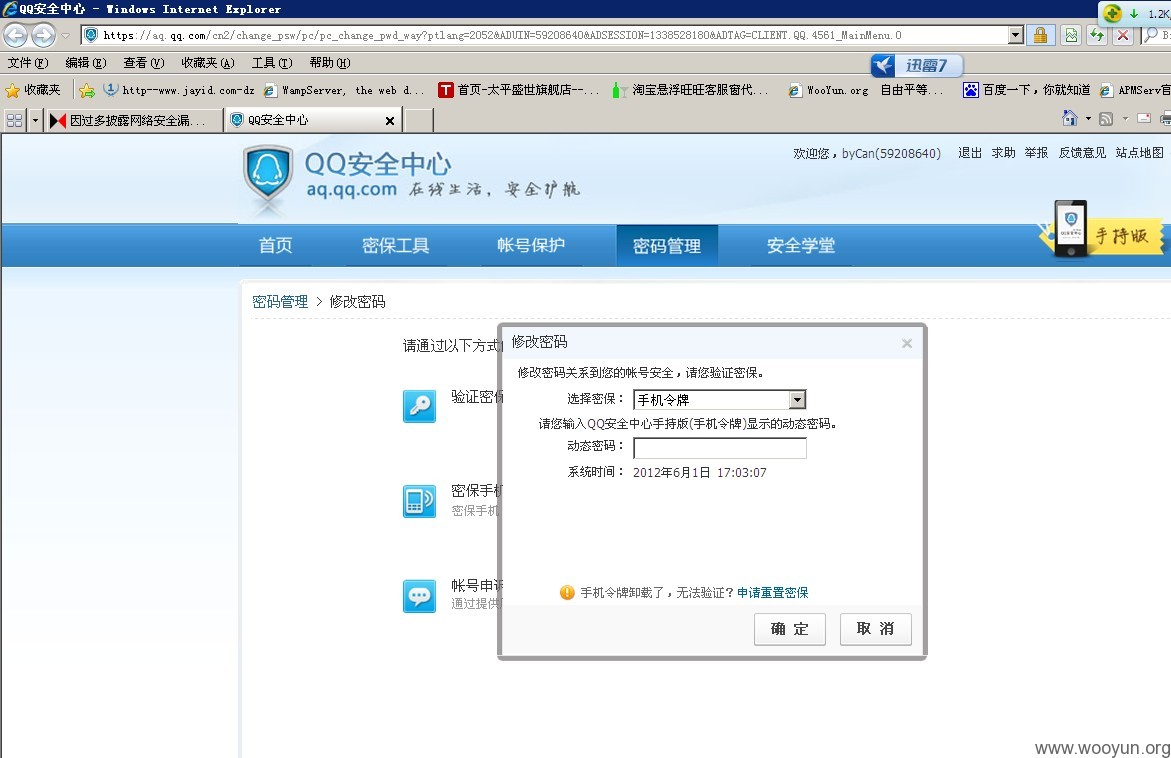 QQ安全中心 - Windows Internet Explorer
1.2K
https://aq.qq.com/cn2/change_psw/pc/pc_change_pwd_way?ptlang=2052&ADUIN=59208640&ADSESSION=1338538180&ADTAG=CLIENT.QQ.4561_MainMenu.0
文件(F) 编辑(E) 查看(V) 收藏夹(A) 工具(T) 帮助(H)
迅雷7
收藏夹 http--www.jayid.com-dz WampServer, the web d... 首页-太平盛世旗舰店--... 淘宝悬浮旺旺客服窗代... WooYun.org 自由平等... 百度一下，你就知道 APMServ官
因过多披露网络安全漏... QQ安全中心
QQ安全中心
aq.qq.com 在线生活，安全护航
欢迎您，byCan(59208640) 退出 求助 举报 反馈意见 站点地图
首页 密保工具 帐号保护 密码管理 安全学堂
手持版
密码管理 > 修改密码
请通过以下方式
验证密保
密保手机
密保手机
帐号申诉
通过提供
修改密码
修改密码关系到您的帐号安全，请您验证密保。
选择密保： 手机令牌
请您输入QQ安全中心手持版(手机令牌)显示的动态密码。
动态密码：
系统时间： 2012年6月1日 17:03:07
手机令牌卸载了，无法验证？申请重置密保
确 定 取 消
www.wooyun.org